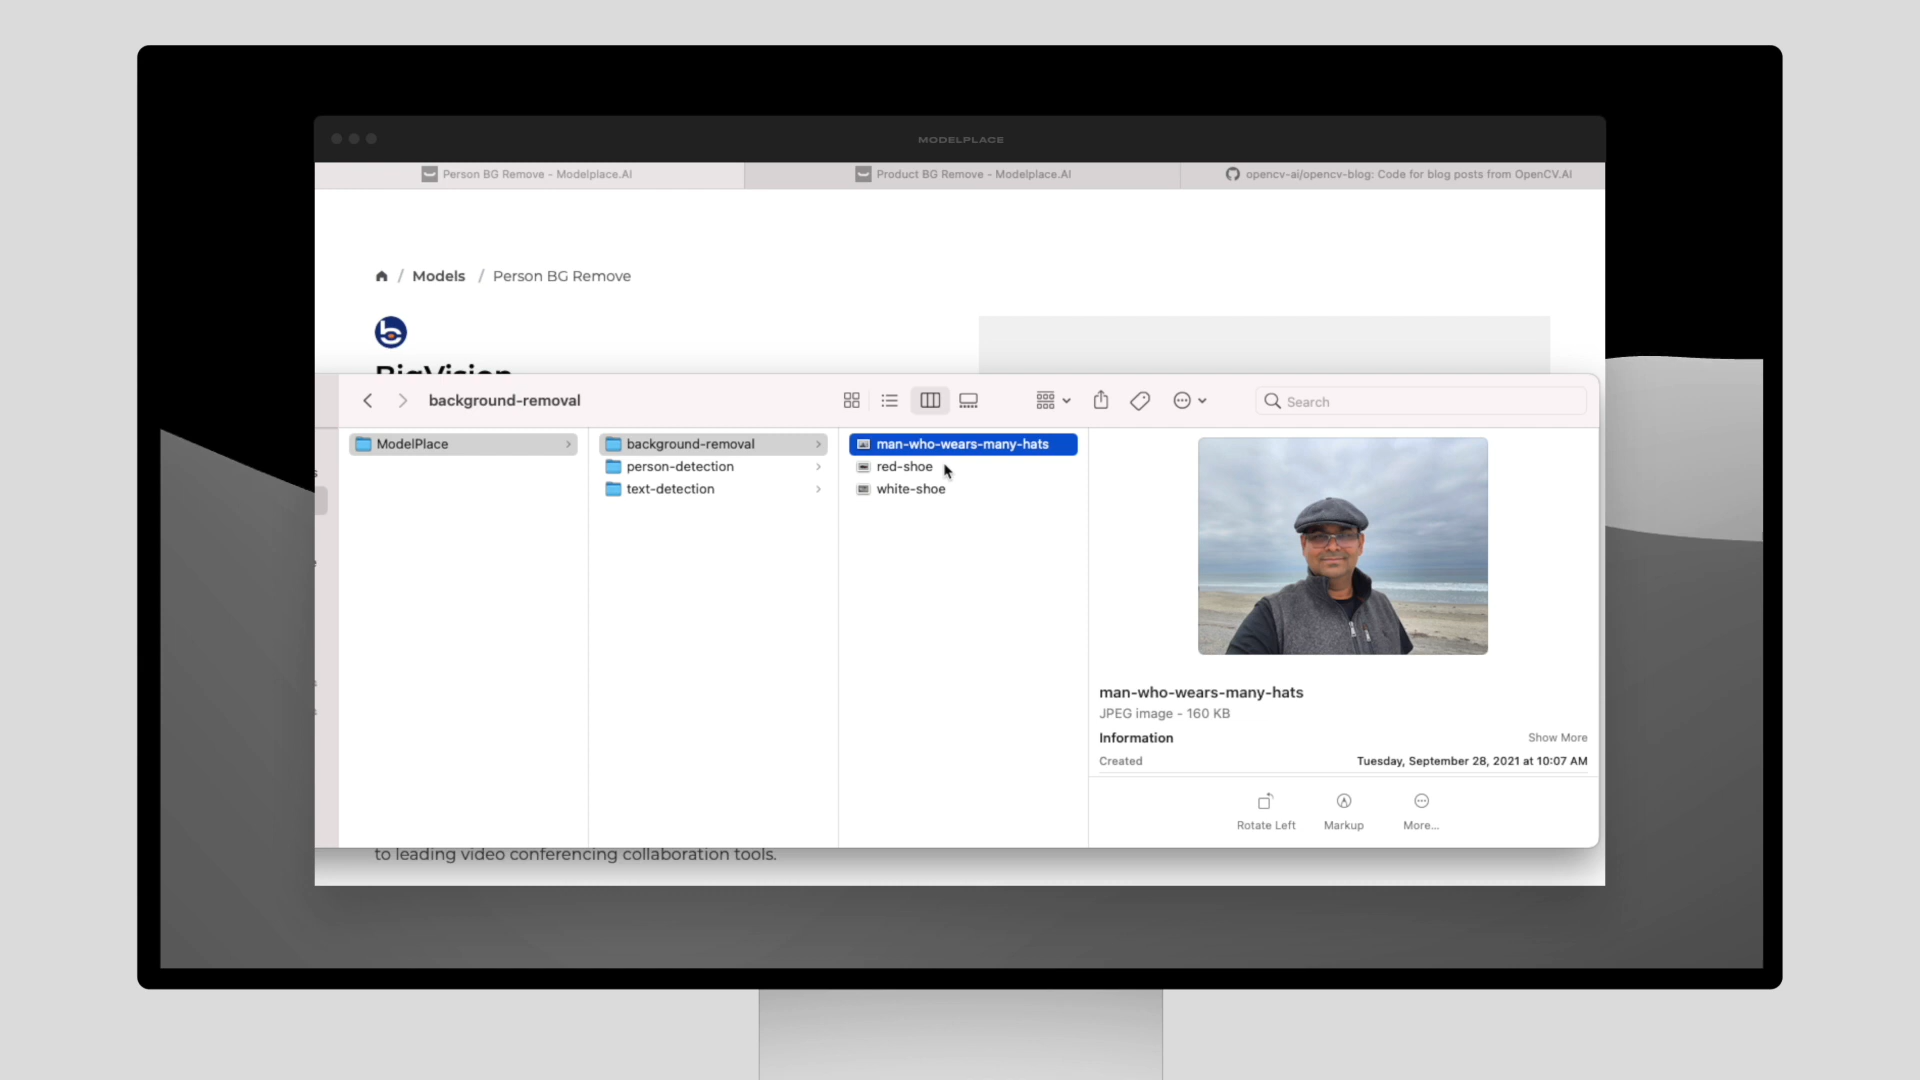 MODELPLACE
Person BG Remove - Modelplace.AI
Product BG Remove - Modelplace.AI
opencv-ai/opencv-blog: Code for blog posts from OpenCV.AI
/ Models / Person BG Remove
BigVision
background-removal
Search
ModelPlace
background-removal
person-detection
text-detection
man-who-wears-many-hats
red-shoe
white-shoe
man-who-wears-many-hats
JPEG image - 160 KB
Information
Show More
Created
Tuesday, September 28, 2021 at 10:07 AM
Rotate Left
Markup
More...
to leading video conferencing collaboration tools.